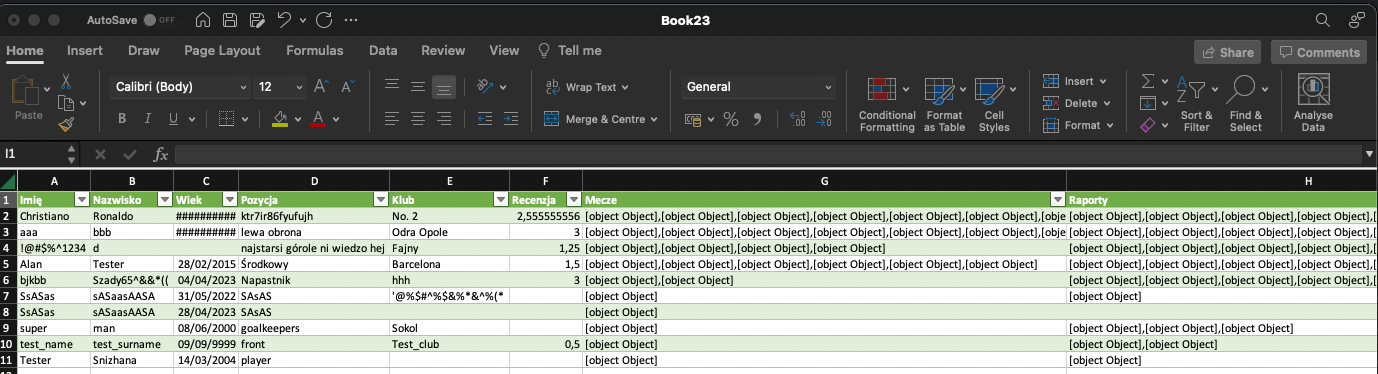 AutoSave OFF Book23
Home Insert Draw Page Layout Formulas Data Review View Tell me Share Comments
Paste Calibri (Body) 12 A A Wrap Text General Conditional Formatting Format as Table Cell Styles Insert Sort & Filter Find & Select Analyse Data
B I U A Merge & Centre % Delete
Format
I1 fx
A B C D E F G H
1 Imię Nazwisko Wiek Pozycja Klub Recenzja Mecze Raporty
2 Christiano Ronaldo ########## ktr7ir86fyufujh No. 2 2,555555556 [object Object],[object Object],[object Object],[object Object],[object Object],[obje [object Object],[object Object],[object Object],[
3 aaa bbb ########## lewa obrona Odra Opole 3 [object Object],[object Object],[object Object],[object Object],[object Object],[obje [object Object],[object Object],[object Object],[
4 !@#$%^1234 d najstarsi górole ni wiedzo hej Fajny 1,25 [object Object],[object Object],[object Object],[object Object] [object Object],[object Object],[object Object],[
5 Alan Tester 28/02/2015 Środkowy Barcelona 1,5 [object Object],[object Object],[object Object],[object Object],[object Object],[object Object] [object Object],[object Object],[object Object],[
6 bjkbb Szady65^&&*(( 04/04/2023 Napastnik hhh 3 [object Object],[object Object] [object Object],[object Object],[object Object],[
7 SsASas sASaasAASA 31/05/2022 SAsAS '@%$#^%$&%*&^%(* [object Object] [object Object]
8 SsASas sASaasAASA 28/04/2023 SAsAS [object Object]
9 super man 08/06/2000 goalkeepers Sokol [object Object] [object Object],[object Object],[object Object]
10 test_name test_surname 09/09/9999 front Test_club 0,5 [object Object] [object Object],[object Object]
11 Tester Snizhana 14/03/2004 player [object Object] [object Object]